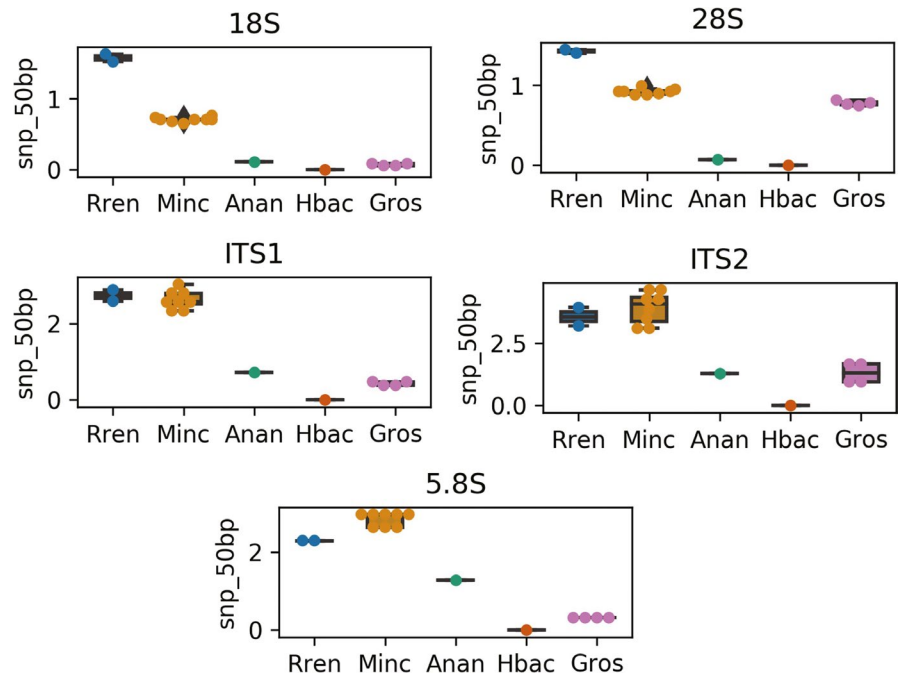 18S
snp_50bp
1
0
Rren Minc Anan Hbac Gros
28S
snp_50bp
1
0
Rren Minc Anan Hbac Gros
ITS1
snp_50bp
2
0
Rren Minc Anan Hbac Gros
ITS2
snp_50bp
2.5
0.0
Rren Minc Anan Hbac Gros
5.8S
snp_50bp
2
0
Rren Minc Anan Hbac Gros